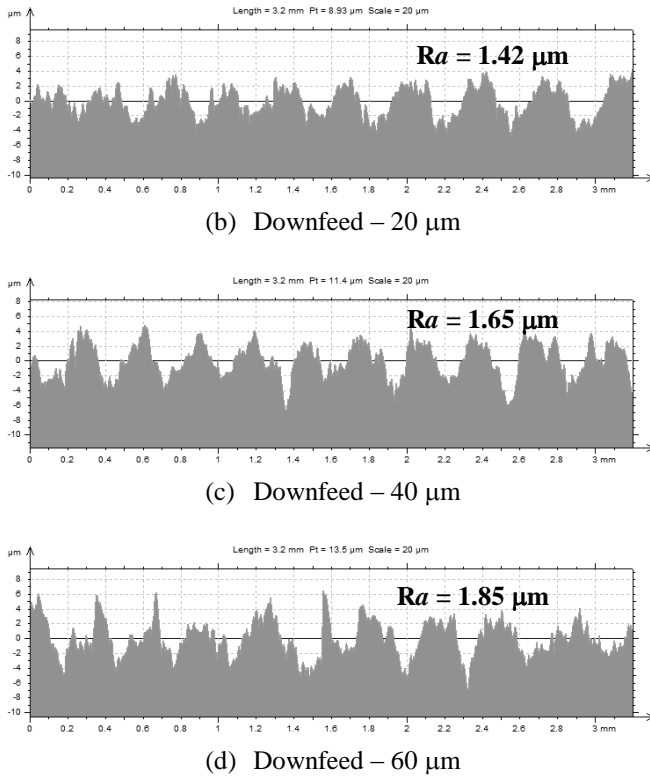 Length = 3.2 mm Pt = 8.93 µm Scale = 20 µm
µm
Ra = 1.42 µm
8
6
4
2
0
-2
-4
-6
-8
-10
0 0.2 0.4 0.6 0.8 1 1.2 1.4 1.6 1.8 2 2.2 2.4 2.6 2.8 3 mm
(b) Downfeed – 20 µm
Length = 3.2 mm Pt = 11.4 µm Scale = 20 µm
µm
Ra = 1.65 µm
8
6
4
2
0
-2
-4
-6
-8
-10
0 0.2 0.4 0.6 0.8 1 1.2 1.4 1.6 1.8 2 2.2 2.4 2.6 2.8 3 mm
(c) Downfeed – 40 µm
Length = 3.2 mm Pt = 13.5 µm Scale = 20 µm
µm
Ra = 1.85 µm
8
6
4
2
0
-2
-4
-6
-8
-10
0 0.2 0.4 0.6 0.8 1 1.2 1.4 1.6 1.8 2 2.2 2.4 2.6 2.8 3 mm
(d) Downfeed – 60 µm